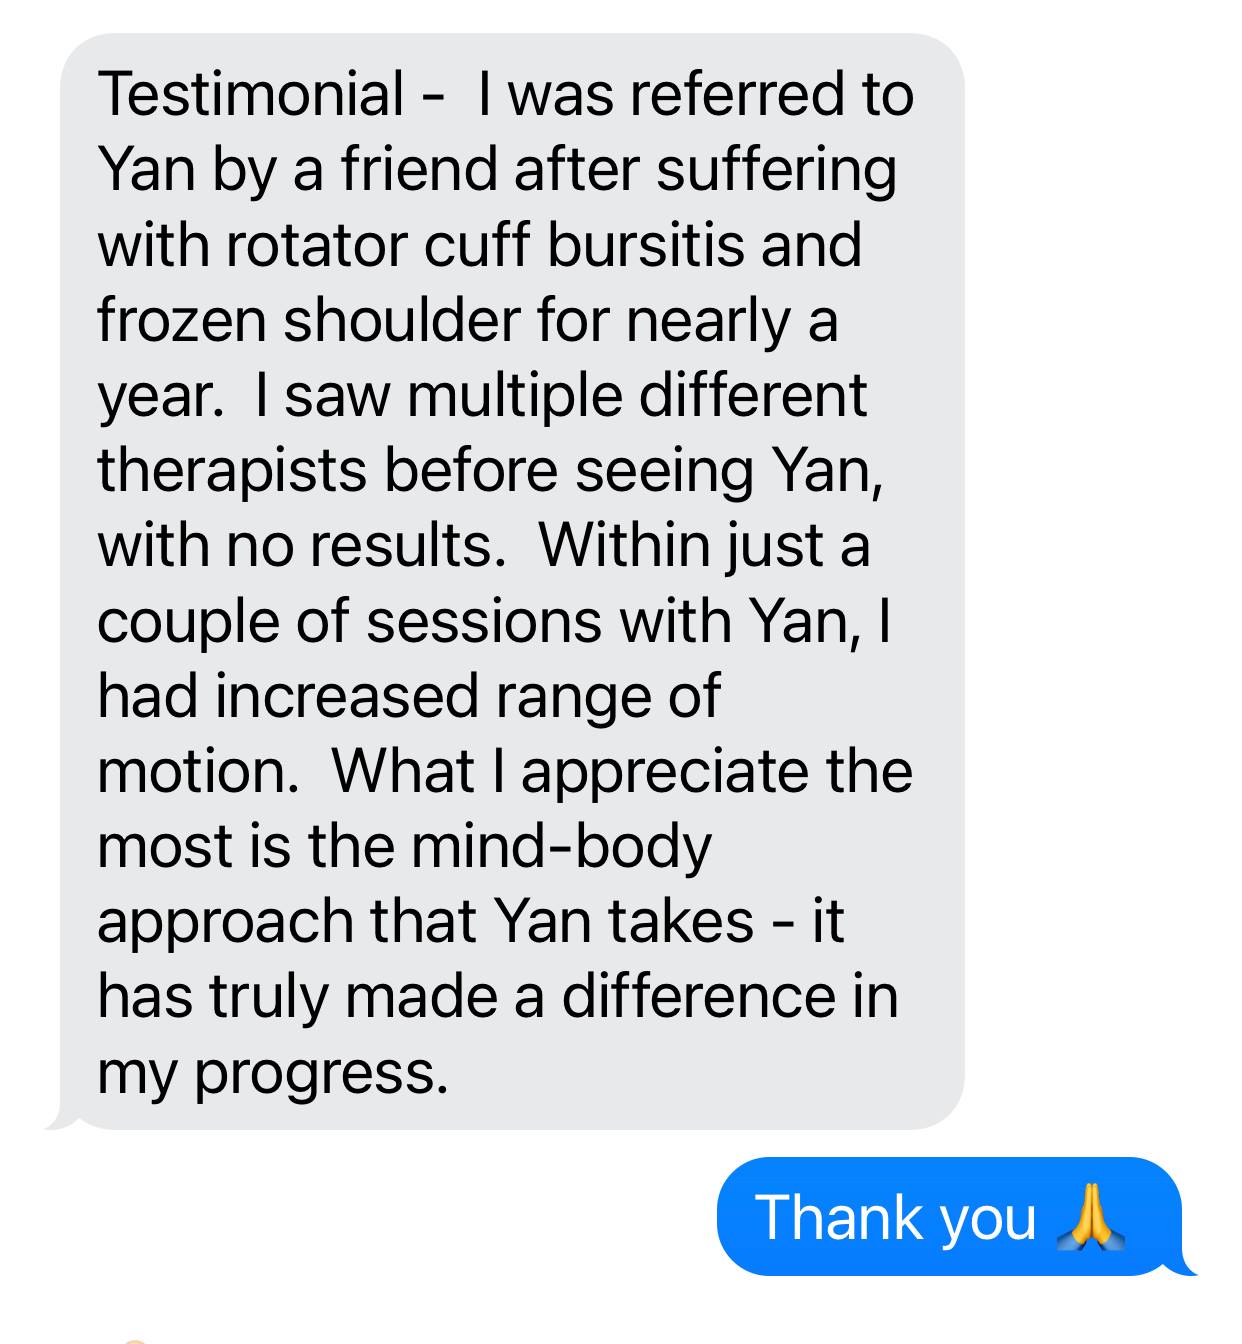 Testimonial -  I was referred to
Yan by a friend after suffering
with rotator cuff bursitis and
frozen shoulder for nearly a
year.  I saw multiple different
therapists before seeing Yan,
with no results.  Within just a
couple of sessions with Yan, I
had increased range of
motion.  What I appreciate the
most is the mind-body
approach that Yan takes - it
has truly made a difference in
my progress.
Thank you 🙏